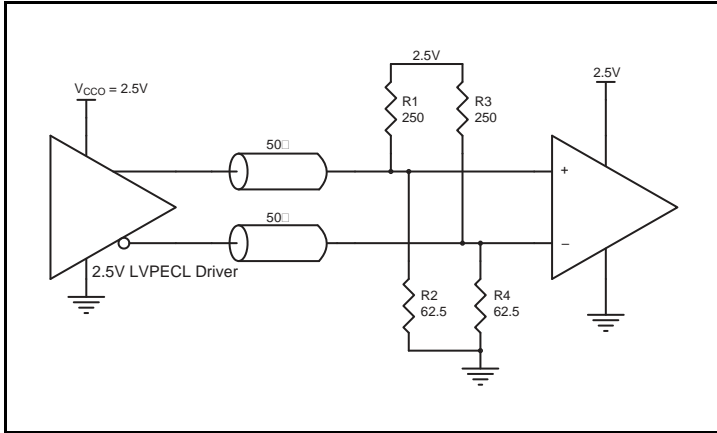 2.5V
V_CCO = 2.5V
2.5V
R1
250
R3
250
50□
+
50□
−
2.5V LVPECL Driver
R2
62.5
R4
62.5